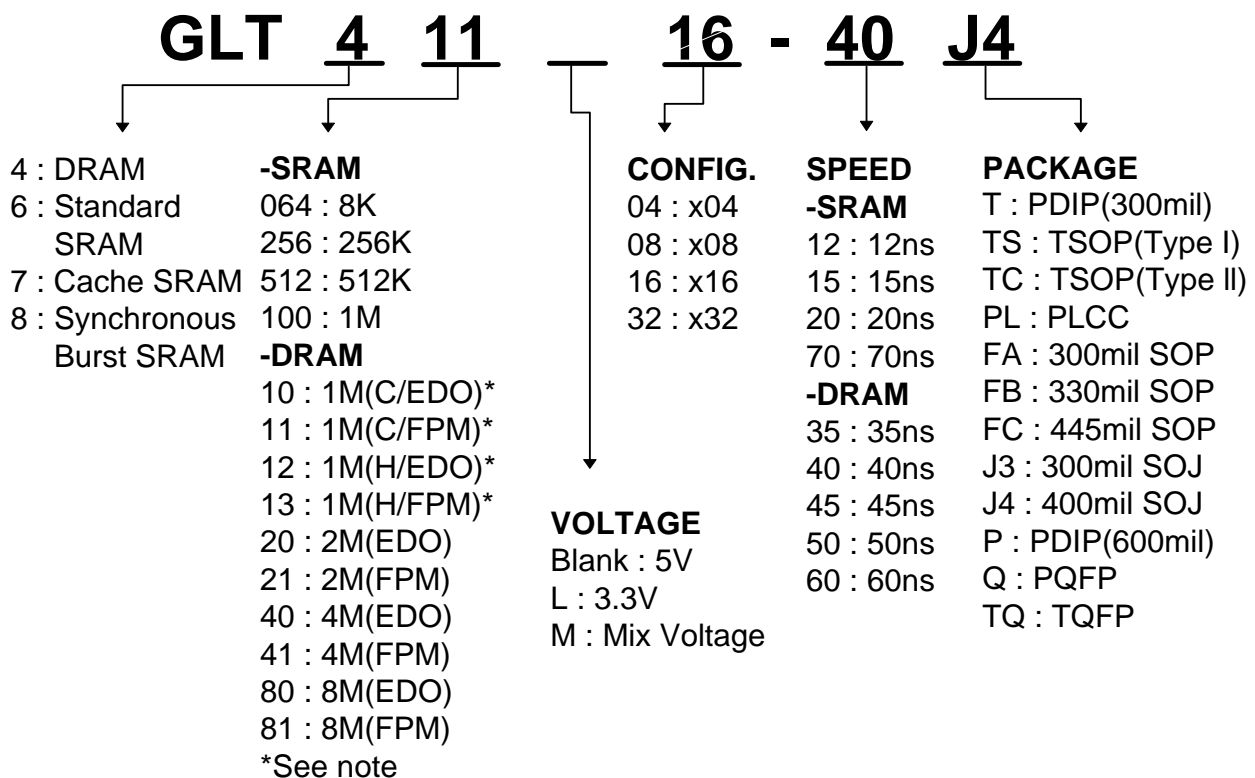 GLT 4 11 16 - 40 J4
4 : DRAM
6 : Standard
SRAM
7 : Cache SRAM
8 : Synchronous
Burst SRAM
-SRAM
064 : 8K
256 : 256K
512 : 512K
100 : 1M
-DRAM
10 : 1M(C/EDO)*
11 : 1M(C/FPM)*
12 : 1M(H/EDO)*
13 : 1M(H/FPM)*
20 : 2M(EDO)
21 : 2M(FPM)
40 : 4M(EDO)
41 : 4M(FPM)
80 : 8M(EDO)
81 : 8M(FPM)
*See note
VOLTAGE
Blank : 5V
L : 3.3V
M : Mix Voltage
CONFIG.
04 : x04
08 : x08
16 : x16
32 : x32
SPEED
-SRAM
12 : 12ns
15 : 15ns
20 : 20ns
70 : 70ns
-DRAM
35 : 35ns
40 : 40ns
45 : 45ns
50 : 50ns
60 : 60ns
PACKAGE
T : PDIP(300mil)
TS : TSOP(Type I)
TC : TSOP(Type ll)
PL : PLCC
FA : 300mil SOP
FB : 330mil SOP
FC : 445mil SOP
J3 : 300mil SOJ
J4 : 400mil SOJ
P : PDIP(600mil)
Q : PQFP
TQ : TQFP